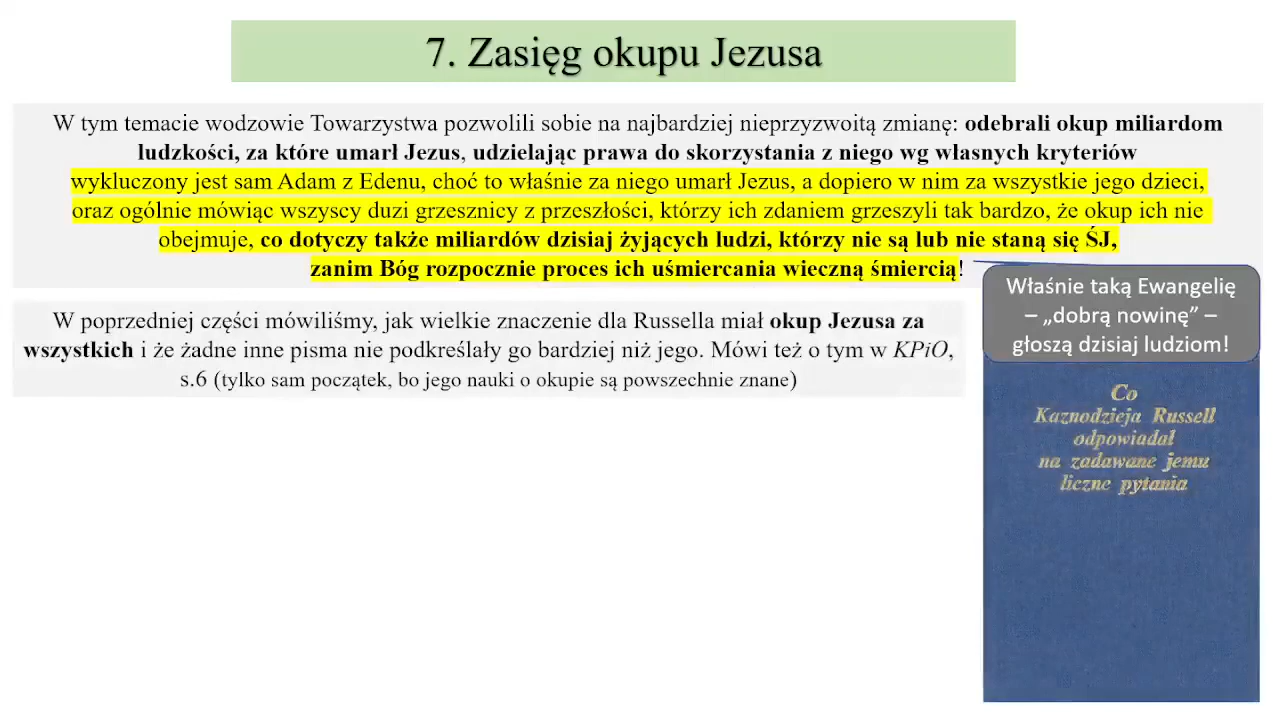 7. Zasięg okupu Jezusa
W tym temacie wodzowie Towarzystwa pozwolili sobie na najbardziej nieprzyzwoitą zmianę: odebrali okup miliardom
ludzkości, za które umarł Jezus, udzielając prawa do skorzystania z niego wg własnych kryteriów
wykluczony jest sam Adam z Edenu, choć to właśnie za niego umarł Jezus, a dopiero w nim za wszystkie jego dzieci,
oraz ogólnie mówiąc wszyscy duzi grzesznicy z przeszłości, którzy ich zdaniem grzeszyli tak bardzo, że okup ich nie
obejmuje, co dotyczy także miliardów dzisiaj żyjących ludzi, którzy nie są lub nie staną się ŚJ,
zanim Bóg rozpocznie proces ich uśmiercania wieczną śmiercią!
Właśnie taką Ewangelię
– „dobrą nowinę” –
głoszą dzisiaj ludziom!
W poprzedniej części mówiliśmy, jak wielkie znaczenie dla Russella miał okup Jezusa za
wszystkich i że żadne inne pisma nie podkreślały go bardziej niż jego. Mówi też o tym w KPiO,
s.6 (tylko sam początek, bo jego nauki o okupie są powszechnie znane)
Co
Kaznodzieja Russell
odpowiadał
na zadawane jemu
liczne pytania